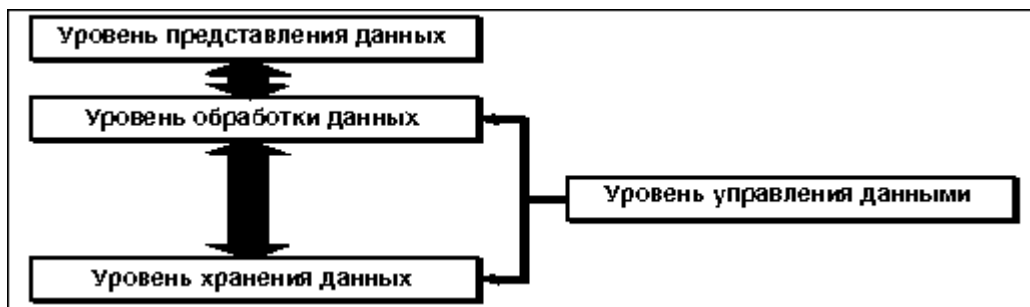 Уровень представления данных
Уровень обработки данных
Уровень управления данными
Уровень хранения данных